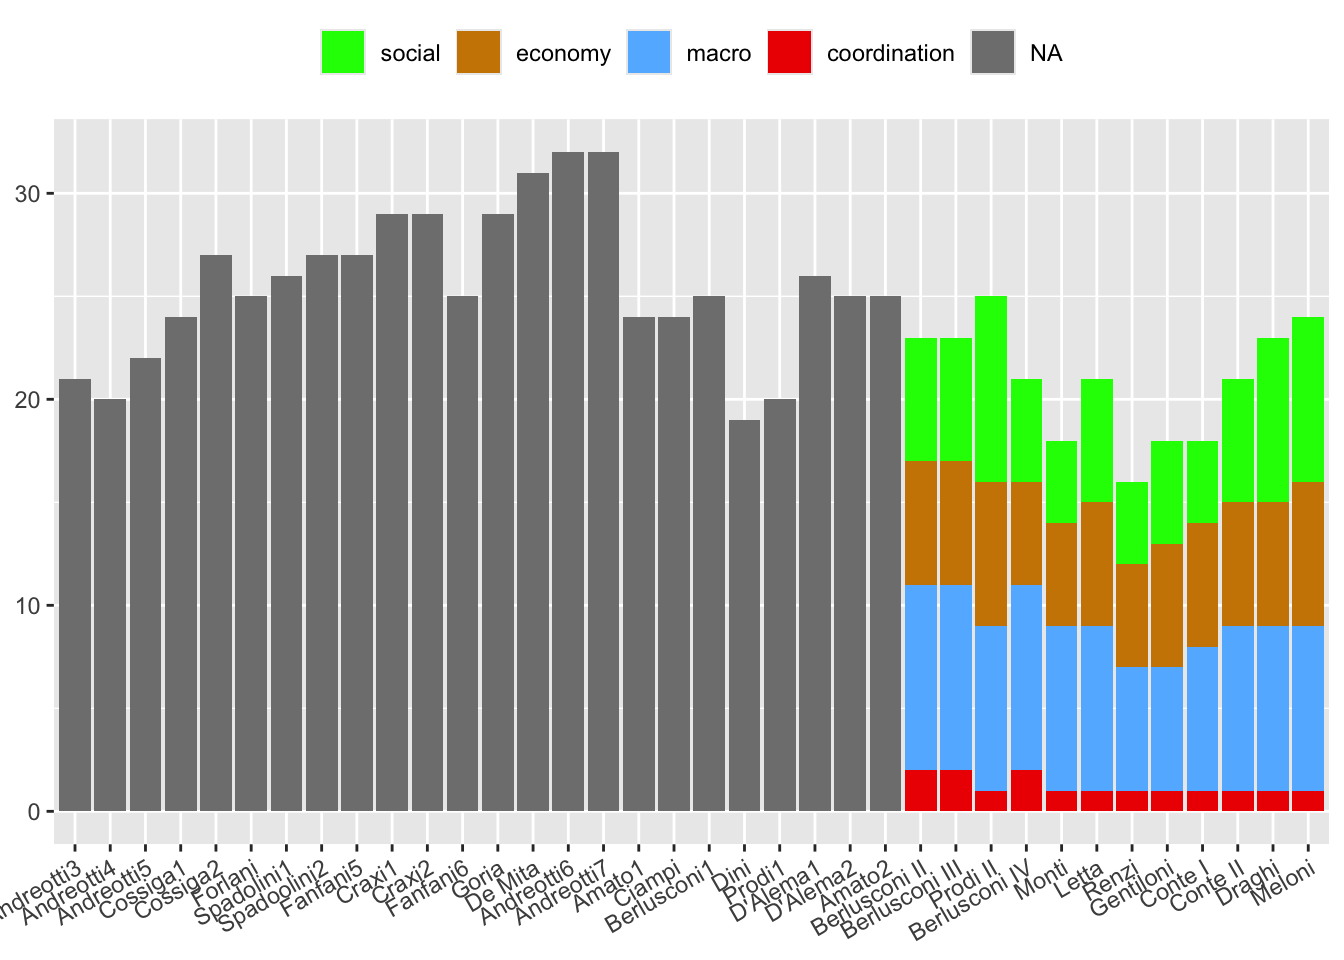 social economy macro coordination NA
30
20
10
0
ndreotti3
Andreotti4
Andreotti5
Cossiga1
Cossiga2
Forlani
Spadolini1
Spadolini2
Fanfani5
Craxi1
Craxi2
Fanfani6
Goria
De Mita
Andreotti6
Andreotti7
Amato1
Ciampi
Berlusconi1
Dini
Prodi1
D'Alema1
D'Alema2
Amato2
Berlusconi II
Berlusconi III
Prodi II
Berlusconi IV
Monti
Letta
Renzi
Gentiloni
Conte I
Conte II
Draghi
Meloni